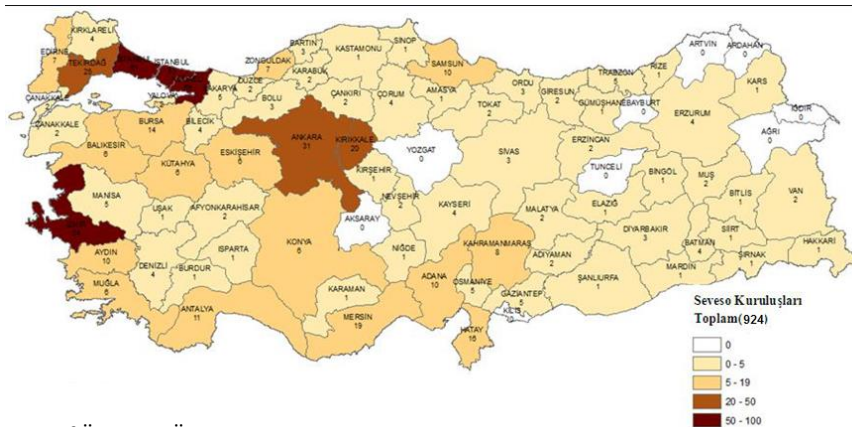 KIRKLARELİ
4
EDİRNE
7
TEKİRDAĞ
İSTANBUL
YALOVA
ÇANAKKALE
ÇANAKKALE
2
BURSA
14
BİLECİK
4
SAKARYA
5
DÜZCE
2
BOLU
ZONGULDAK
7
BARTIN
3
KARABÜK
2
KASTAMONU
1
SİNOP
1
ÇANKIRI
2
ÇORUM
4
SAMSUN
10
AMASYA
1
TOKAT
2
ORDU
3
GİRESUN
2
TRABZON
GÜMÜŞHANE
1
BAYBURT
0
RİZE
1
ARTVİN
0
ARDAHAN
0
KARS
1
IĞDIR
0
AĞRI
0
ERZURUM
4
ERZİNCAN
2
TUNCELİ
0
BİNGÖL
1
MUŞ
2
BİTLİS
1
VAN
2
HAKKARİ
1
ŞIRNAK
1
SİİRT
1
BATMAN
4
MARDİN
1
DİYARBAKIR
3
ELAZIĞ
1
MALATYA
2
ADIYAMAN
2
ŞANLIURFA
1
GAZİANTEP
5
KİLİS
KAHRAMANMARAŞ
8
OSMANİYE
5
HATAY
16
ADANA
10
MERSİN
19
KARAMAN
1
NİĞDE
1
KAYSERİ
4
SİVAS
3
YOZGAT
0
KIRŞEHİR
1
NEVŞEHİR
2
AKSARAY
0
KIRIKKALE
20
ANKARA
31
ESKİŞEHİR
KONYA
6
KÜTAHYA
6
BALIKESİR
6
MANİSA
5
UŞAK
1
AFYONKARAHİSAR
2
ISPARTA
1
BURDUR
1
DENİZLİ
4
AYDIN
10
MUĞLA
6
ANTALYA
11
Seveso Kuruluşları
Toplam(924)
0
0 - 5
5 - 19
20 - 50
50 - 100